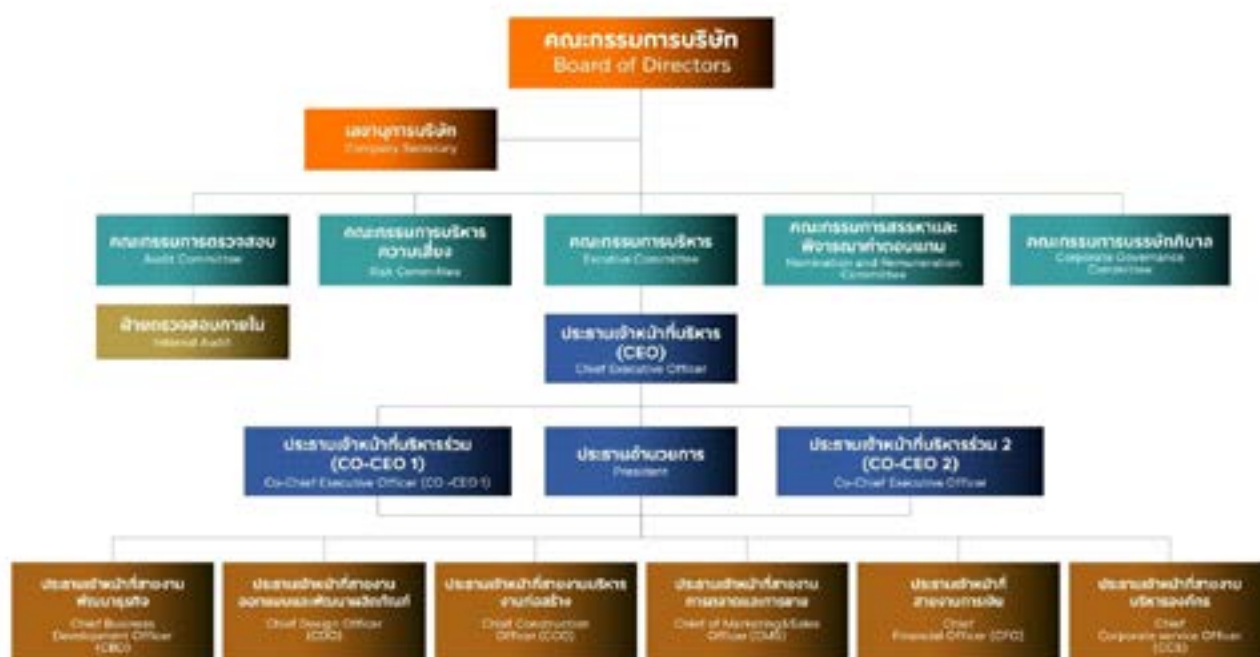 คณะกรรมการบริษัท
Board of Directors
เลขานุการบริษัท
Company Secretary
คณะกรรมการตรวจสอบ
Audit Committee
คณะกรรมการบริหาร
ความเสี่ยง
Risk Committee
คณะกรรมการบริหาร
Committee
คณะกรรมการสรรหาและ
พิจารณาค่าตอบแทน
Nomination and Remuneration
Committee
คณะกรรมการบรรษัทภิบาล
Corporate Governance
Committee
ฝ่ายตรวจสอบภายใน
Internal Audit
ประธานเจ้าหน้าที่บริหาร
(CEO)
Chief Executive Officer
ประธานเจ้าหน้าที่บริหารร่วม
(CO-CEO 1)
Co-Chief Executive Officer (CO-CEO 1)
ประธานอำนวยการ
President
ประธานเจ้าหน้าที่บริหารร่วม 2
(CO-CEO 2)
Co-Chief Executive Officer
ประธานเจ้าหน้าที่สายงาน
พัฒนาธุรกิจ
Chief Business
Development Officer
ประธานเจ้าหน้าที่สายงาน
ออกแบบและพัฒนาผลิตภัณฑ์
Chief Design Officer
(CDO)
ประธานเจ้าหน้าที่สายงานบริหาร
งานก่อสร้าง
Chief Construction
Officer (CCO)
ประธานเจ้าหน้าที่สายงาน
การตลาดและการขาย
Chief of Marketing&Sales
Officer
ประธานเจ้าหน้าที่
สายงานการเงิน
Chief
Financial Officer (CFO)
ประธานเจ้าหน้าที่สายงาน
บริหารองค์กร
Chief
Corporate service Officer